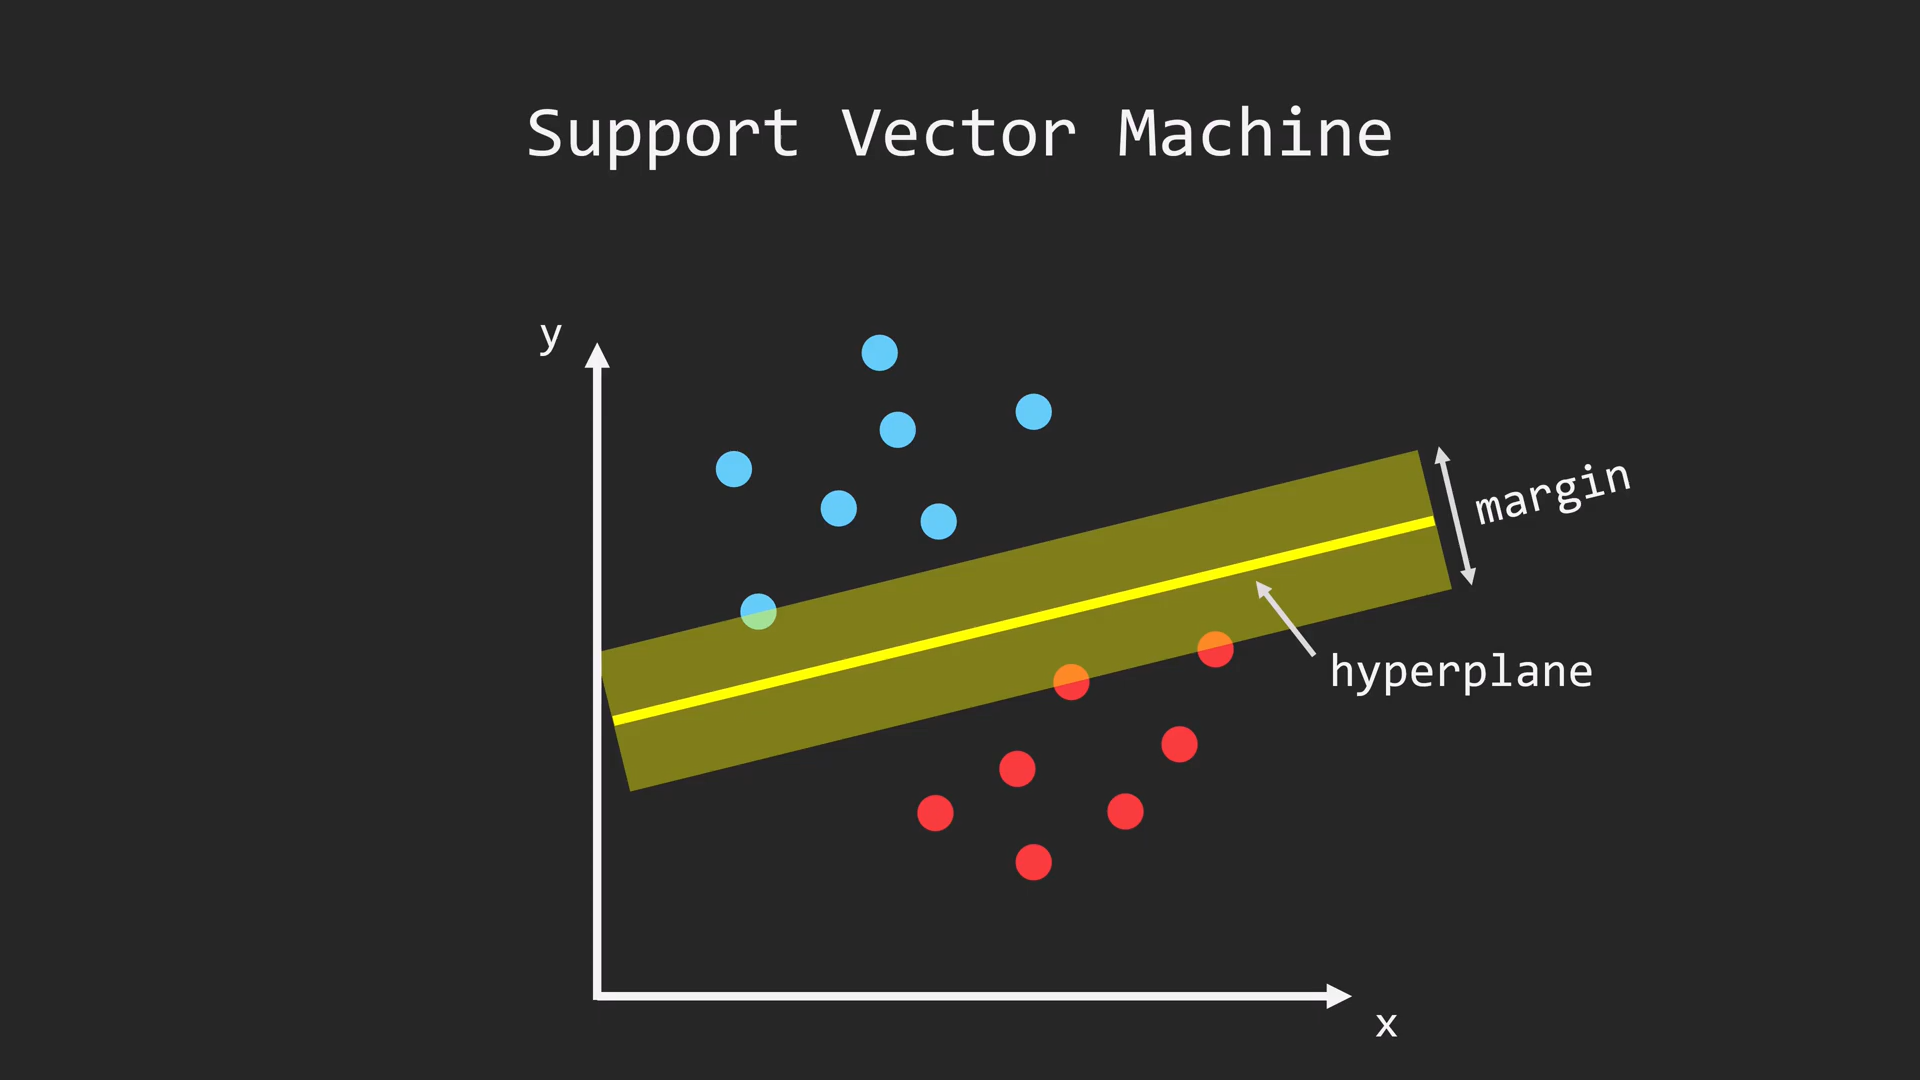 Support Vector Machine
y
margin
hyperplane
x